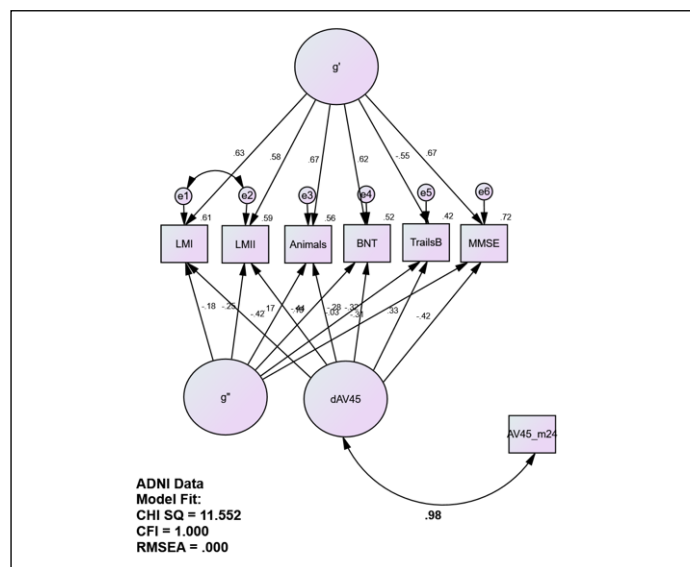 g'
.63
.58
.67
.62
-.55
.67
e1
e2
e3
e4
e5
e6
.61
.59
.56
.52
.42
.72
LMI
LMII
Animals
BNT
TrailsB
MMSE
-.18
-.25
-.42
.17
-.28
-.03
.33
-.42
g"
dAV45
AV45_m24
.98
ADNI Data
Model Fit:
CHI SQ = 11.552
CFI = 1.000
RMSEA = .000